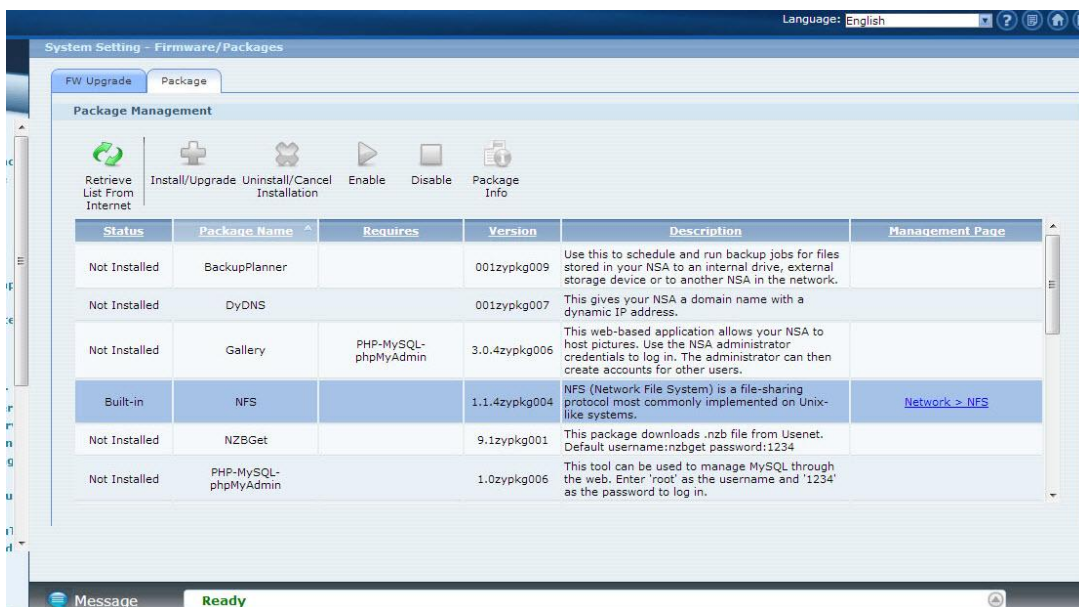 Language: English
System Setting - Firmware/Packages
FW Upgrade Package
Package Management
Retrieve List From Internet
Install/Upgrade
Uninstall/Cancel Installation
Enable
Disable
Package Info
Status Package Name Requires Version Description Management Page
Not Installed BackupPlanner 001zypkg009 Use this to schedule and run backup jobs for files
stored in your NSA to an internal drive, external
storage device or to another NSA in the network.
Not Installed DyDNS 001zypkg007 This gives your NSA a domain name with a
dynamic IP address.
Not Installed Gallery PHP-MySQL-phpMyAdmin 3.0.4zypkg006 This web-based application allows your NSA to
host pictures. Use the NSA administrator
credentials to log in. The administrator can then
create accounts for other users.
Built-in NFS 1.1.4zypkg004 NFS (Network File System) is a file-sharing
protocol most commonly implemented on Unix-
like systems. Network > NFS
Not Installed NZBGet 9.1zypkg001 This package downloads .nzb file from Usenet.
Default username:nzbget password:1234
Not Installed PHP-MySQL-phpMyAdmin 1.0zypkg006 This tool can be used to manage MySQL through
the web. Enter 'root' as the username and '1234'
as the password to log in.
Message Ready